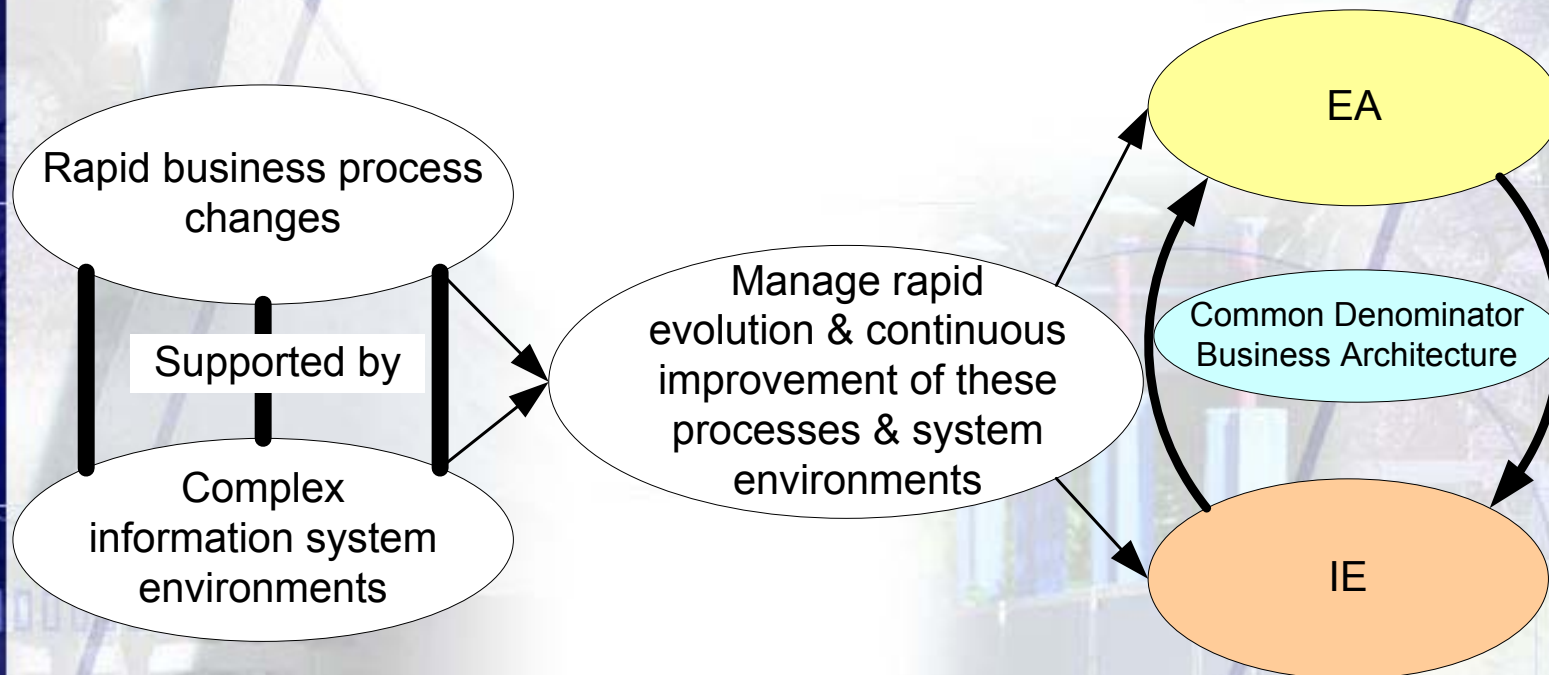 Rapid business process
changes
Supported by
Complex
information system
environments
Manage rapid
evolution & continuous
improvement of these
processes & system
environments
EA
Common Denominator
Business Architecture
IE